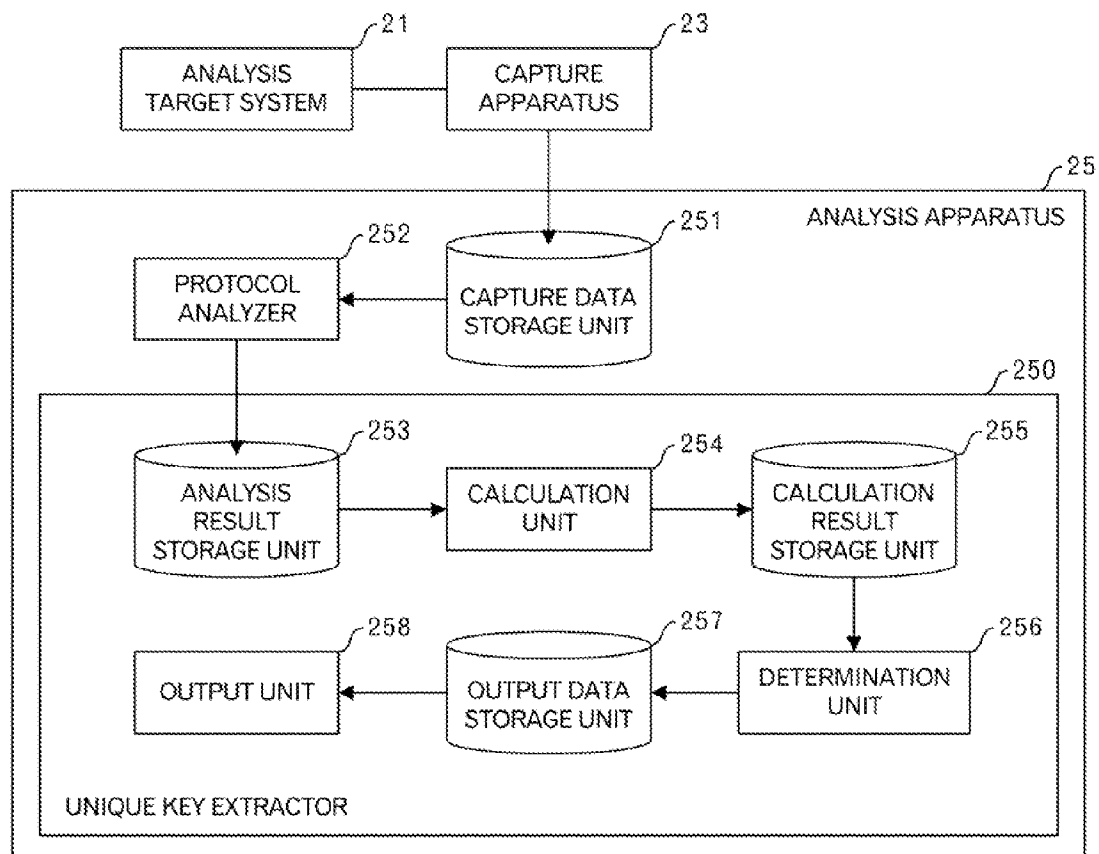 21
ANALYSIS
TARGET SYSTEM
23
CAPTURE
APPARATUS
25
ANALYSIS APPARATUS
251
CAPTURE DATA
STORAGE UNIT
252
PROTOCOL
ANALYZER
250
253
ANALYSIS
RESULT
STORAGE UNIT
254
CALCULATION
UNIT
255
CALCULATION
RESULT
STORAGE UNIT
258
OUTPUT UNIT
257
OUTPUT DATA
STORAGE UNIT
256
DETERMINATION
UNIT
UNIQUE KEY EXTRACTOR